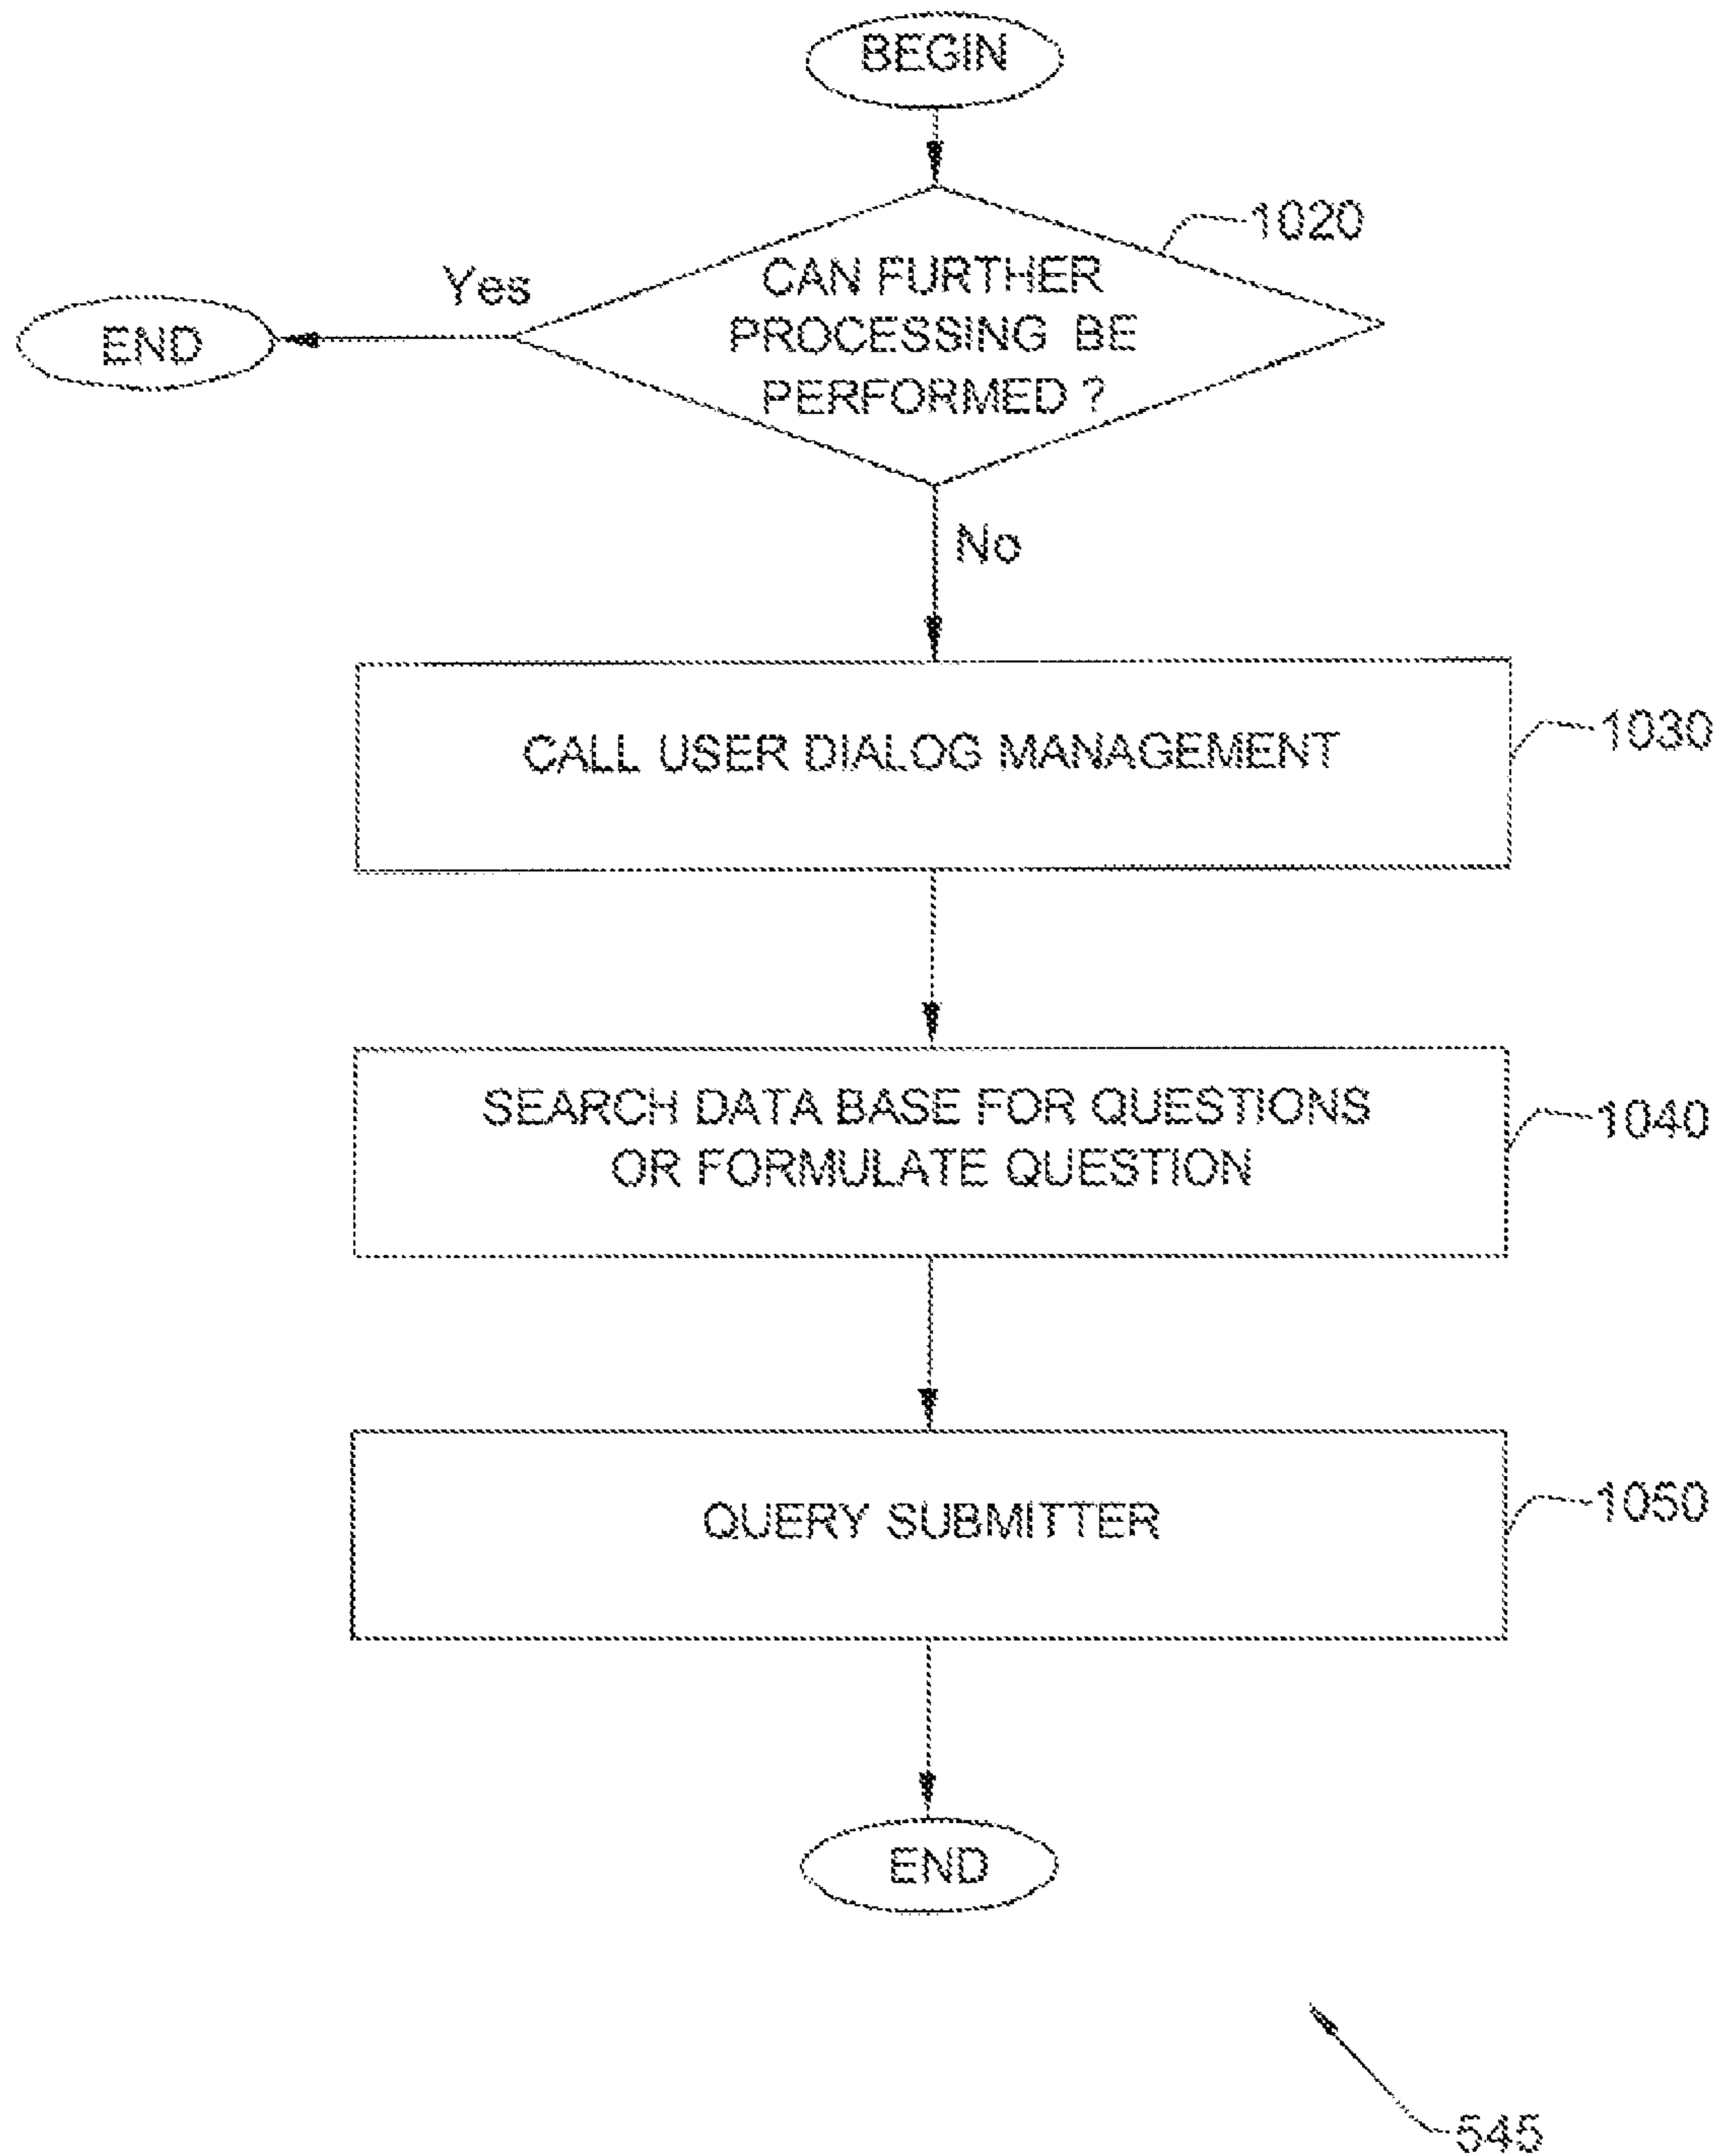 BEGIN
1020
Yes
CAN FURTHER
PROCESSING BE
PERFORMED ?
END
No
CALL USER DIALOG MANAGEMENT
1030
SEARCH DATA BASE FOR QUESTIONS
OR FORMULATE QUESTION
1040
QUERY SUBMITTER
1050
END
545